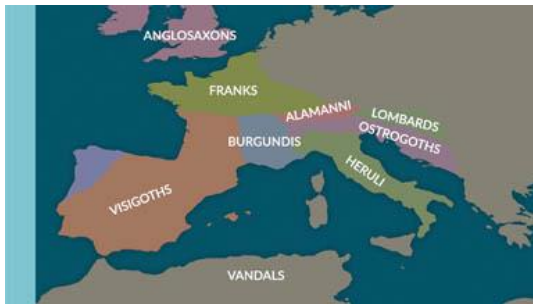 ANGLOSAXONS
FRANKS
ALAMANNI
LOMBARDS
OSTROGOTHS
BURGUNDIS
HERULI
VISIGOTHS
VANDALS